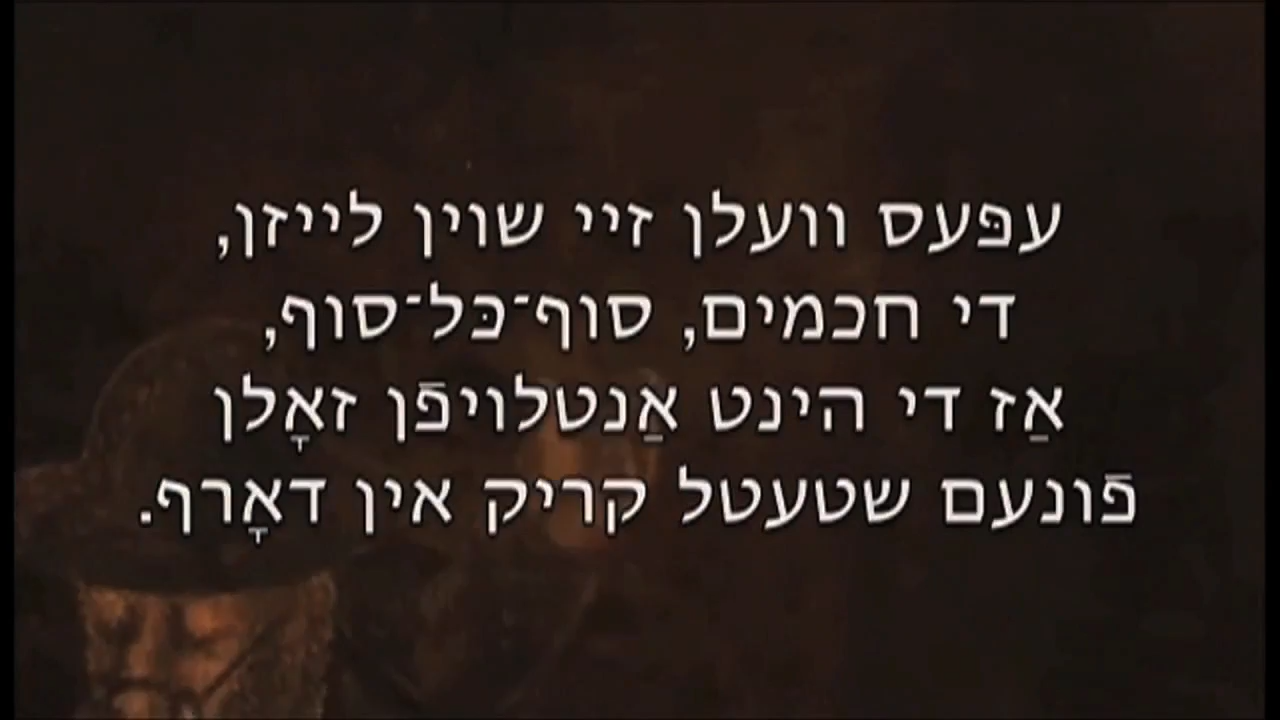 עפּעס וועלן זיי שוין לייזן,
די חכמים, סוף־כּל־סוף,
אַז די הינט אַנטלויפֿן זאָלן
פֿונעם שטעטל קריק אין דאָרף.